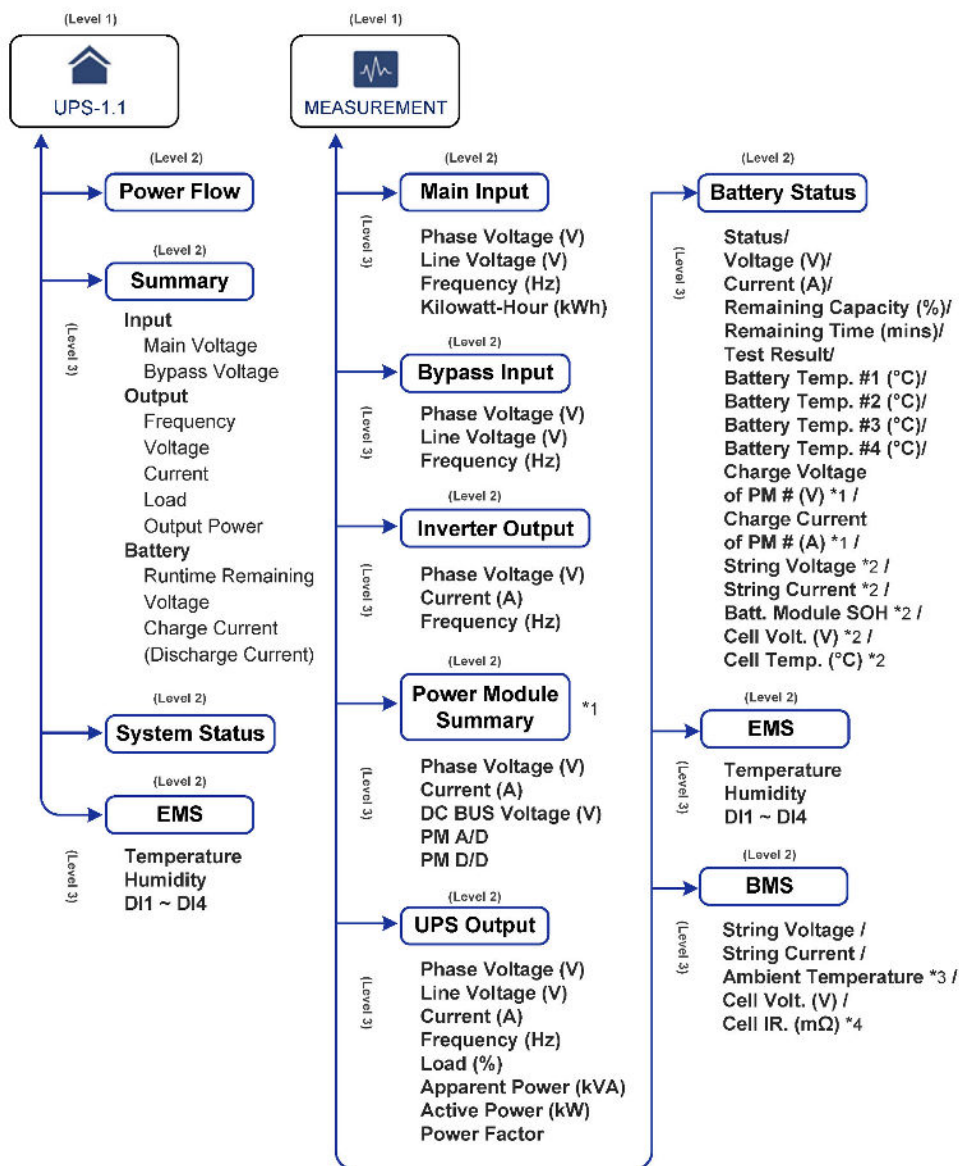 (Level 1)
UPS-1.1
(Level 2)
Power Flow
(Level 2)
Summary
(Level 3)
Input
Main Voltage
Bypass Voltage
Output
Frequency
Voltage
Current
Load
Output Power
Battery
Runtime Remaining
Voltage
Charge Current
(Discharge Current)
(Level 2)
System Status
(Level 2)
EMS
(Level 3)
Temperature
Humidity
DI1 ~ DI4
(Level 1)
MEASUREMENT
(Level 2)
Main Input
(Level 3)
Phase Voltage (V)
Line Voltage (V)
Frequency (Hz)
Kilowatt-Hour (kWh)
(Level 2)
Bypass Input
(Level 3)
Phase Voltage (V)
Line Voltage (V)
Frequency (Hz)
(Level 2)
Inverter Output
(Level 3)
Phase Voltage (V)
Current (A)
Frequency (Hz)
(Level 2)
Power Module
Summary *1
(Level 3)
Phase Voltage (V)
Current (A)
DC BUS Voltage (V)
PM A/D
PM D/D
(Level 2)
UPS Output
(Level 3)
Phase Voltage (V)
Line Voltage (V)
Current (A)
Frequency (Hz)
Load (%)
Apparent Power (kVA)
Active Power (kW)
Power Factor
(Level 2)
Battery Status
(Level 3)
Status/
Voltage (V)/
Current (A)/
Remaining Capacity (%)/
Remaining Time (mins)/
Test Result/
Battery Temp. #1 (°C)/
Battery Temp. #2 (°C)/
Battery Temp. #3 (°C)/
Battery Temp. #4 (°C)/
Charge Voltage
of PM # (V) *1 /
Charge Current
of PM # (A) *1 /
String Voltage *2 /
String Current *2 /
Batt. Module SOH *2 /
Cell Volt. (V) *2 /
Cell Temp. (°C) *2
(Level 2)
EMS
(Level 3)
Temperature
Humidity
DI1 ~ DI4
(Level 2)
BMS
(Level 3)
String Voltage /
String Current /
Ambient Temperature *3 /
Cell Volt. (V) /
Cell IR. (mΩ) *4